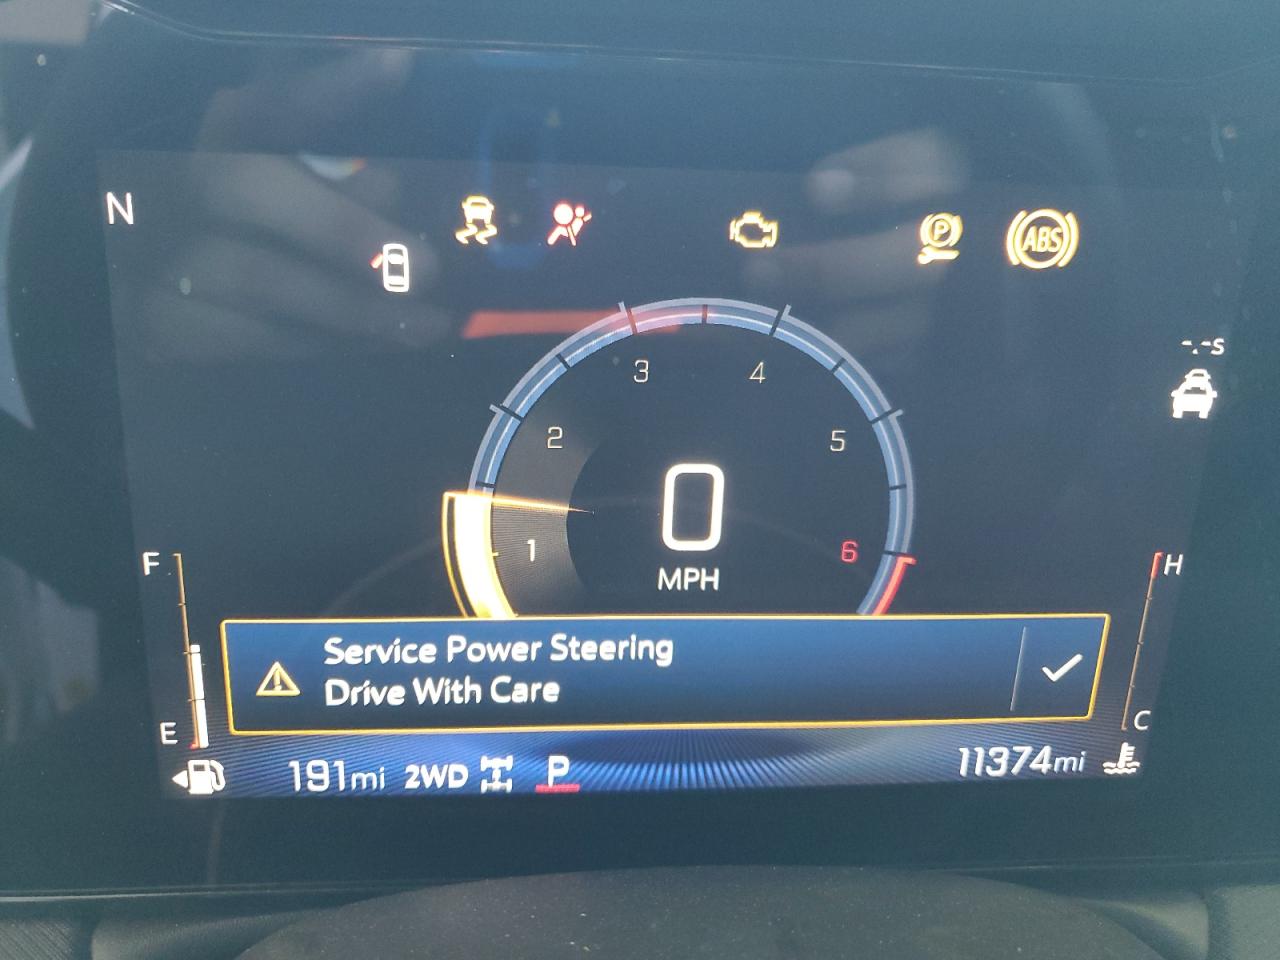 N
P
ABS
-.-s
3
4
2
5
0
1
6
MPH
F
H
Service Power Steering
Drive With Care
E
C
191mi 2WD P 11374mi